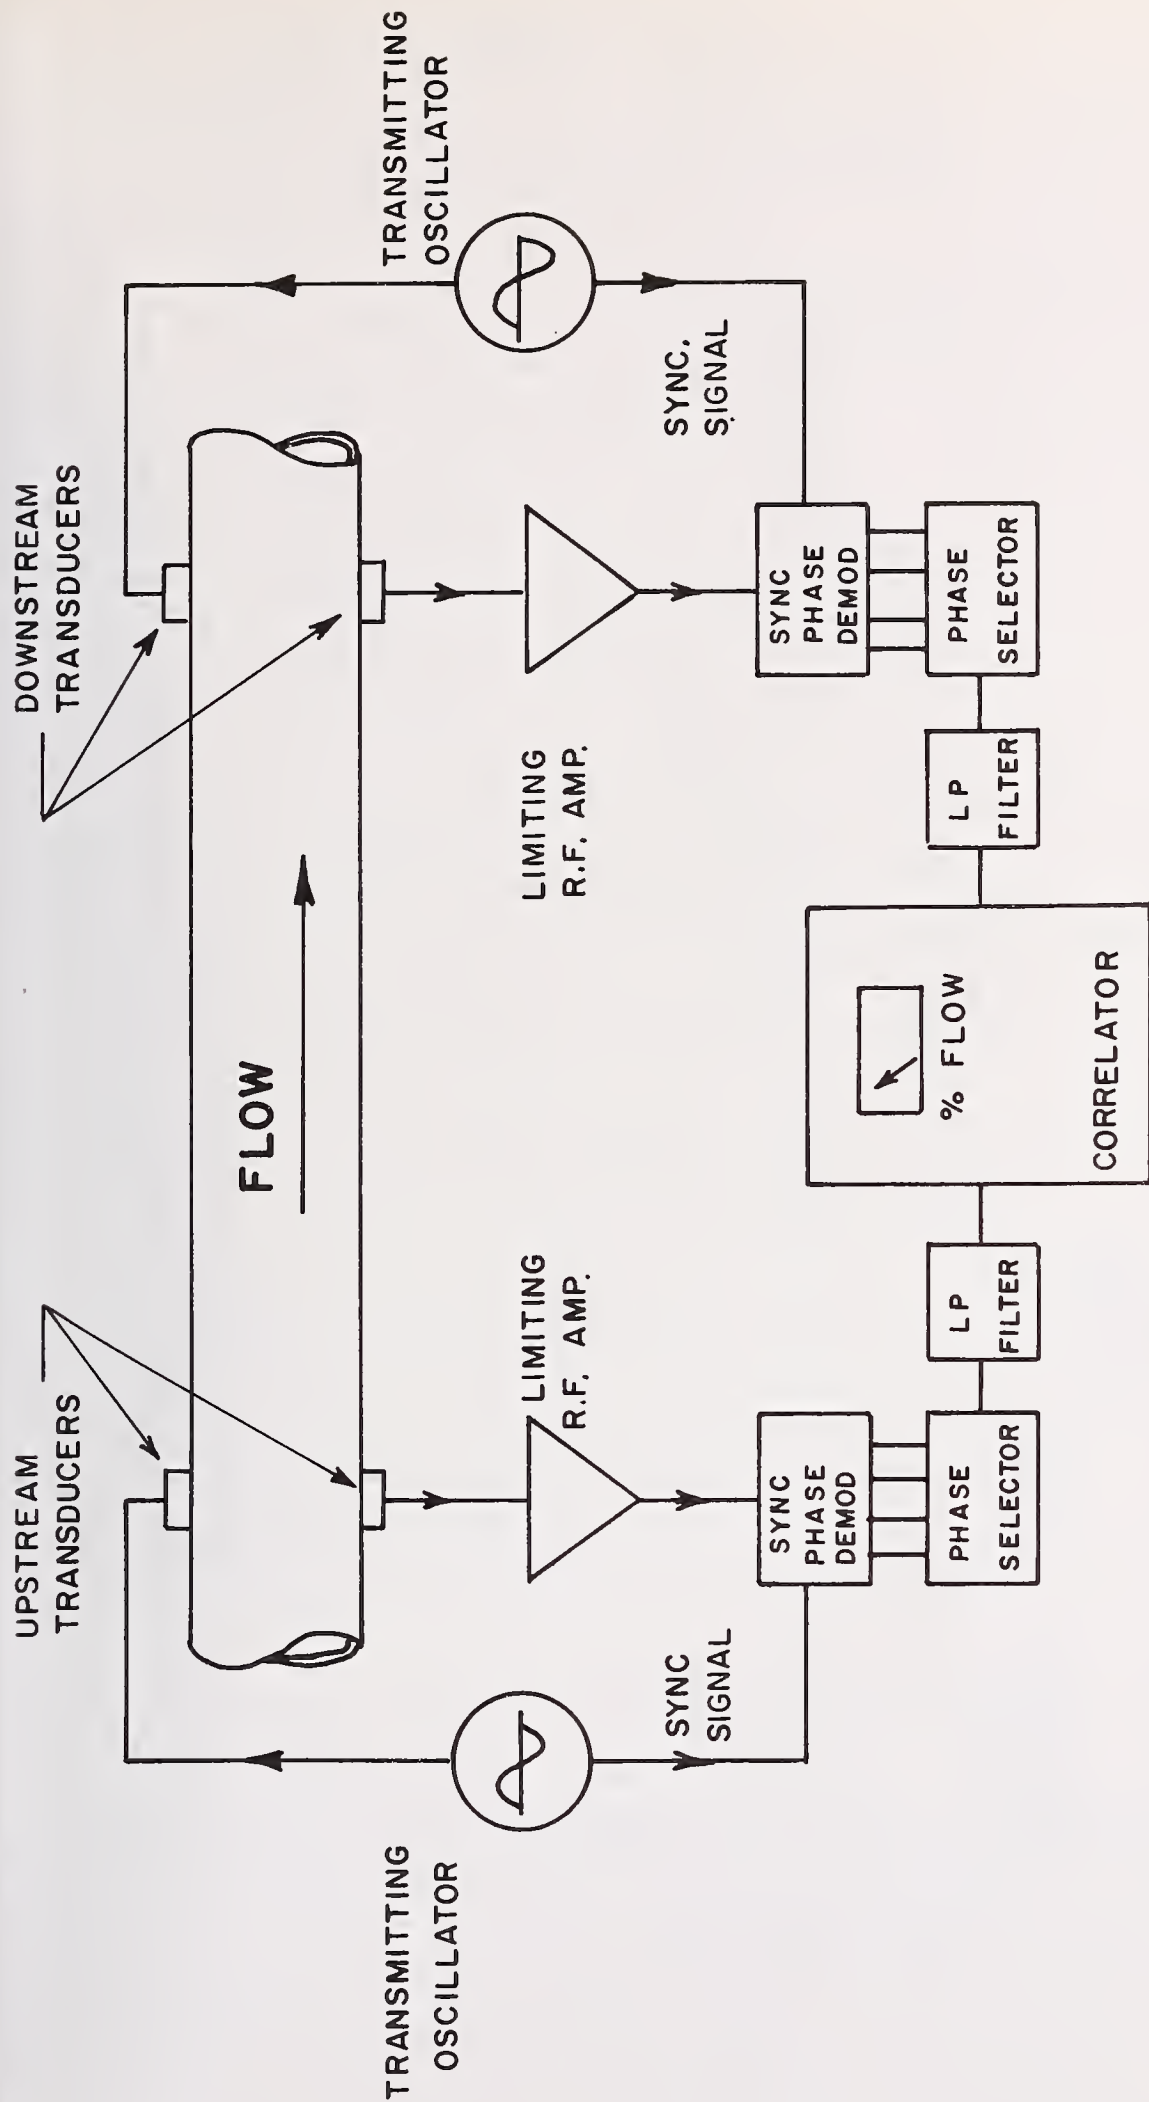 UPSTREAM
TRANSDUCERS
DOWNSTREAM
TRANSDUCERS
FLOW
TRANSMITTING
OSCILLATOR
TRANSMITTING
OSCILLATOR
LIMITING
R.F. AMP.
LIMITING
R.F. AMP.
SYNC
SIGNAL
SYNC.
SIGNAL
SYNC
PHASE
DEMOD
SYNC
PHASE
DEMOD
PHASE
SELECTOR
LP
FILTER
% FLOW
CORRELATOR
LP
FILTER
PHASE
SELECTOR